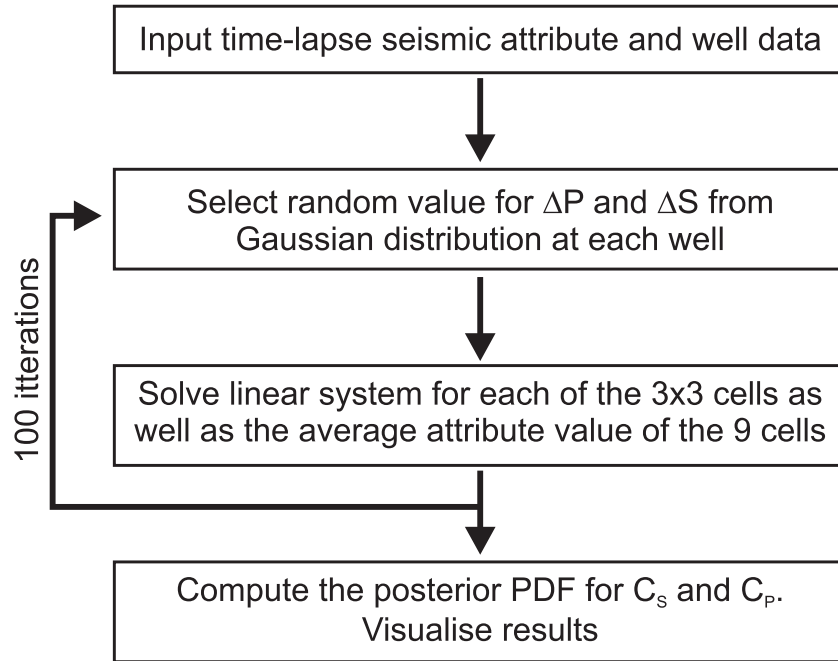 Input time-lapse seismic attribute and well data
Select random value for ΔP and ΔS from
Gaussian distribution at each well
100 itterations
Solve linear system for each of the 3x3 cells as
well as the average attribute value of the 9 cells
Compute the posterior PDF for Cₛ and Cₚ.
Visualise results